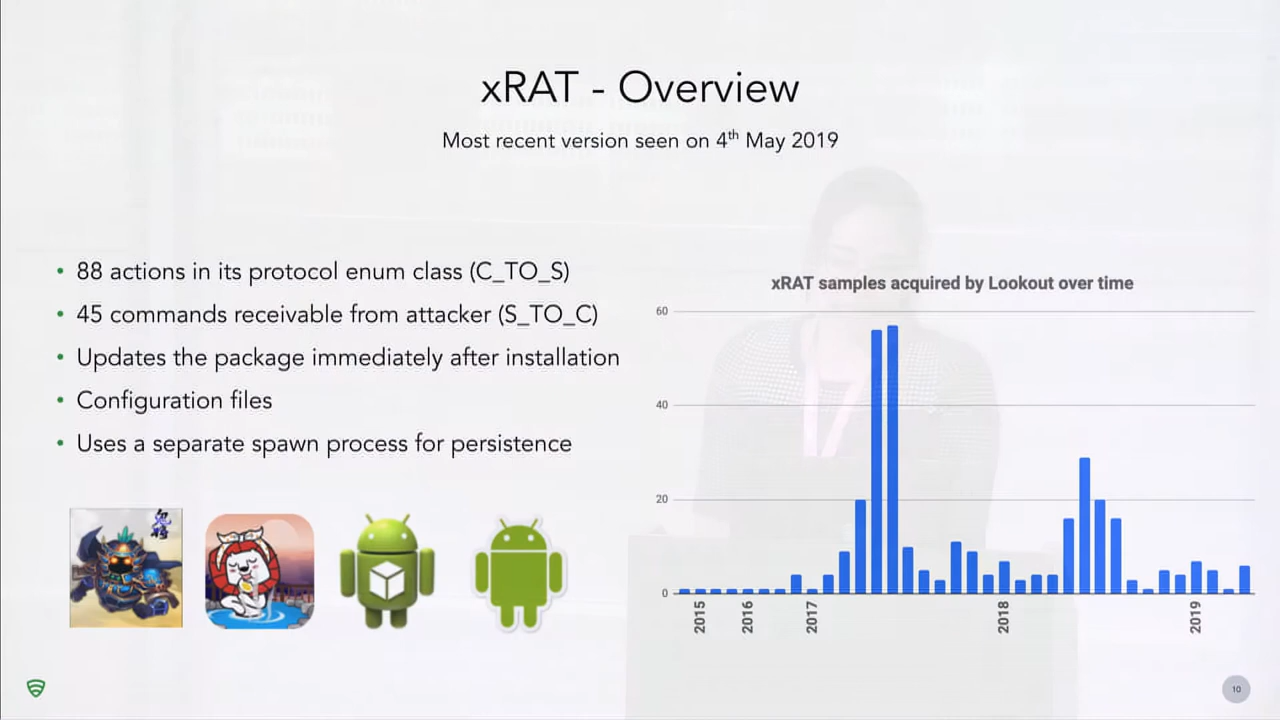 xRAT - Overview
Most recent version seen on 4th May 2019
• 88 actions in its protocol enum class (C_TO_S)
• 45 commands receivable from attacker (S_TO_C)
• Updates the package immediately after installation
• Configuration files
• Uses a separate spawn process for persistence
xRAT samples acquired by Lookout over time
60
40
20
0
2015
2016
2017
2018
2019
10